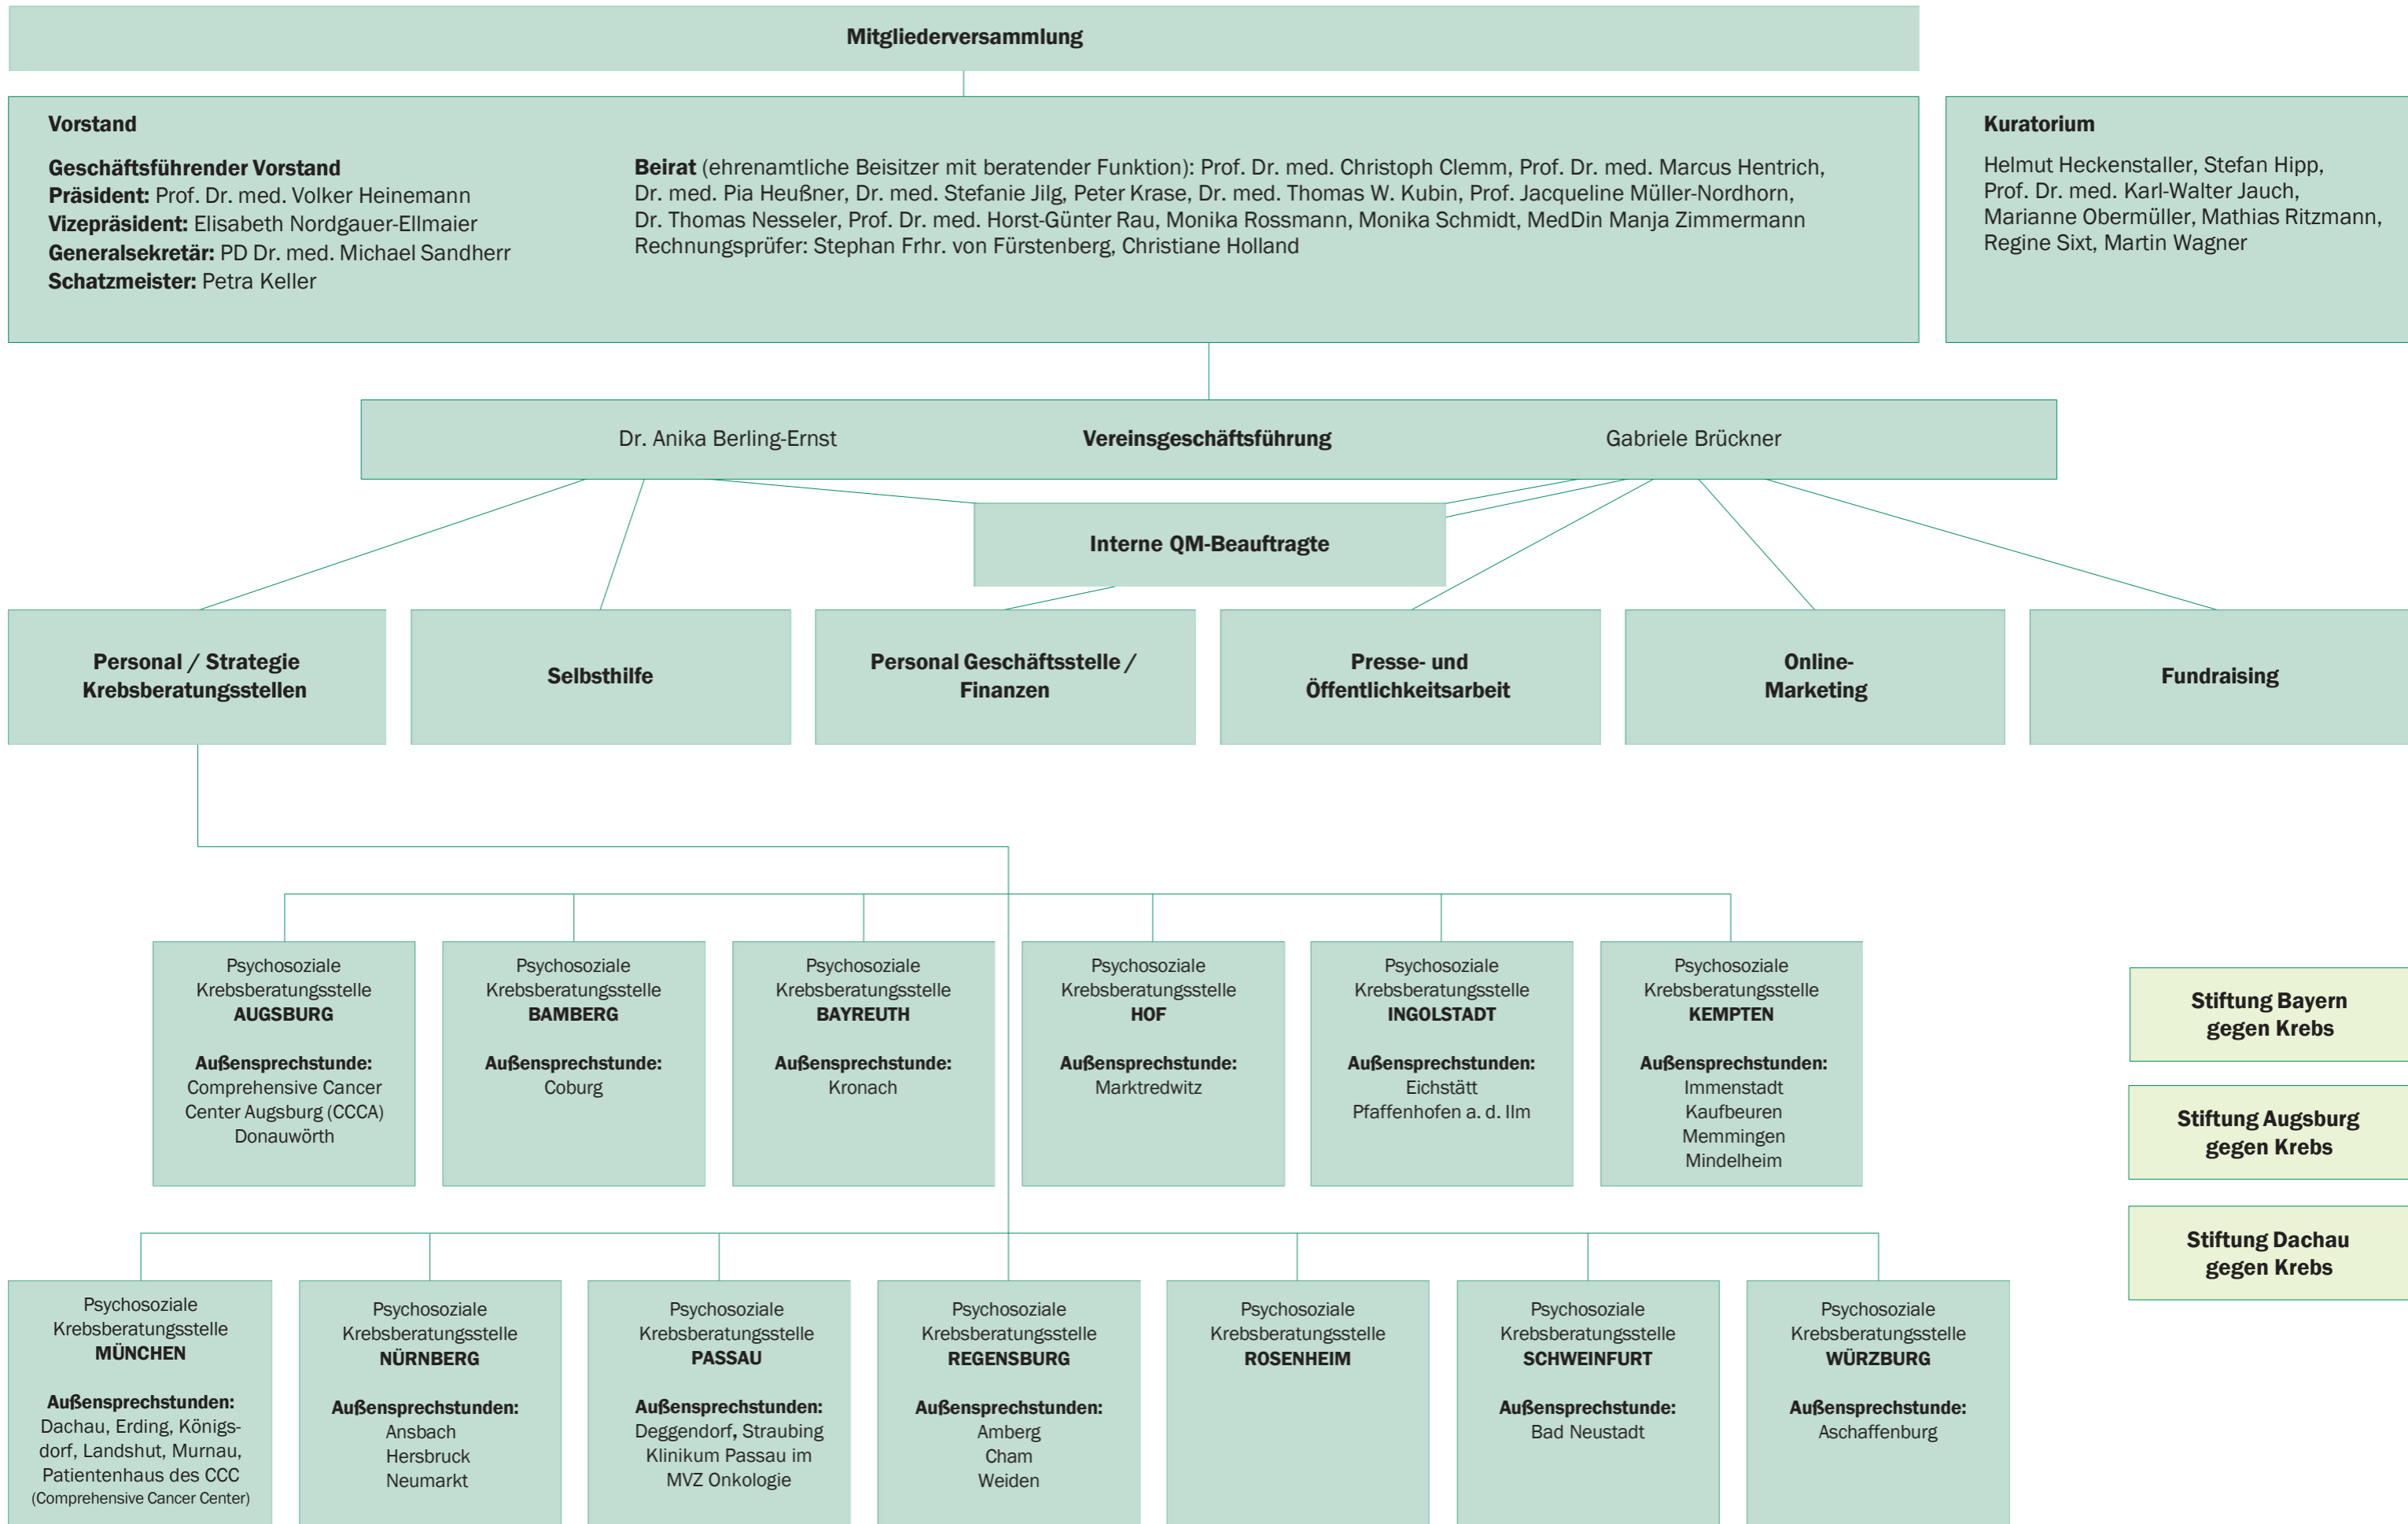 Mitgliederversammlung
Vorstand
Geschäftsführender Vorstand
Präsident: Prof. Dr. med. Volker Heinemann
Vizepräsident: Elisabeth Nordgauer-Ellmaier
Generalsekretär: PD Dr. med. Michael Sandherr
Schatzmeister: Petra Keller
Beirat (ehrenamtliche Beisitzer mit beratender Funktion): Prof. Dr. med. Christoph Clemm, Prof. Dr. med. Marcus Hentrich,
Dr. med. Pia Heußner, Dr. med. Stefanie Jilg, Peter Krase, Dr. med. Thomas W. Kubin, Prof. Jacqueline Müller-Nordhorn,
Dr. Thomas Nesseler, Prof. Dr. med. Horst-Günter Rau, Monika Rossmann, Monika Schmidt, MedDin Manja Zimmermann
Rechnungsprüfer: Stephan Frhr. von Fürstenberg, Christiane Holland
Kuratorium
Helmut Heckenstaller, Stefan Hipp,
Prof. Dr. med. Karl-Walter Jauch,
Marianne Obermüller, Mathias Ritzmann,
Regine Sixt, Martin Wagner
Dr. Anika Berling-Ernst
Vereinsgeschäftsführung
Gabriele Brückner
Interne QM-Beauftragte
Personal / Strategie
Krebsberatungsstellen
Selbsthilfe
Personal Geschäftsstelle /
Finanzen
Presse- und
Öffentlichkeitsarbeit
Online-
Marketing
Fundraising
Psychosoziale
Krebsberatungsstelle
AUGSBURG
Außensprechstunde:
Comprehensive Cancer
Center Augsburg (CCCA)
Donauwörth
Psychosoziale
Krebsberatungsstelle
BAMBERG
Außensprechstunde:
Coburg
Psychosoziale
Krebsberatungsstelle
BAYREUTH
Außensprechstunde:
Kronach
Psychosoziale
Krebsberatungsstelle
HOF
Außensprechstunde:
Marktredwitz
Psychosoziale
Krebsberatungsstelle
INGOLSTADT
Außensprechstunden:
Eichstätt
Pfaffenhofen a. d. Ilm
Psychosoziale
Krebsberatungsstelle
KEMPTEN
Außensprechstunden:
Immenstadt
Kaufbeuren
Memmingen
Mindelheim
Stiftung Bayern
gegen Krebs
Stiftung Augsburg
gegen Krebs
Stiftung Dachau
gegen Krebs
Psychosoziale
Krebsberatungsstelle
MÜNCHEN
Außensprechstunden:
Dachau, Erding, Königs-
dorf, Landshut, Murnau,
Patientenhaus des CCC
(Comprehensive Cancer Center)
Psychosoziale
Krebsberatungsstelle
NÜRNBERG
Außensprechstunden:
Ansbach
Hersbruck
Neumarkt
Psychosoziale
Krebsberatungsstelle
PASSAU
Außensprechstunden:
Deggendorf, Straubing
Klinikum Passau im
MVZ Onkologie
Psychosoziale
Krebsberatungsstelle
REGENSBURG
Außensprechstunden:
Amberg
Cham
Weiden
Psychosoziale
Krebsberatungsstelle
ROSENHEIM
Psychosoziale
Krebsberatungsstelle
SCHWEINFURT
Außensprechstunde:
Bad Neustadt
Psychosoziale
Krebsberatungsstelle
WÜRZBURG
Außensprechstunde:
Aschaffenburg